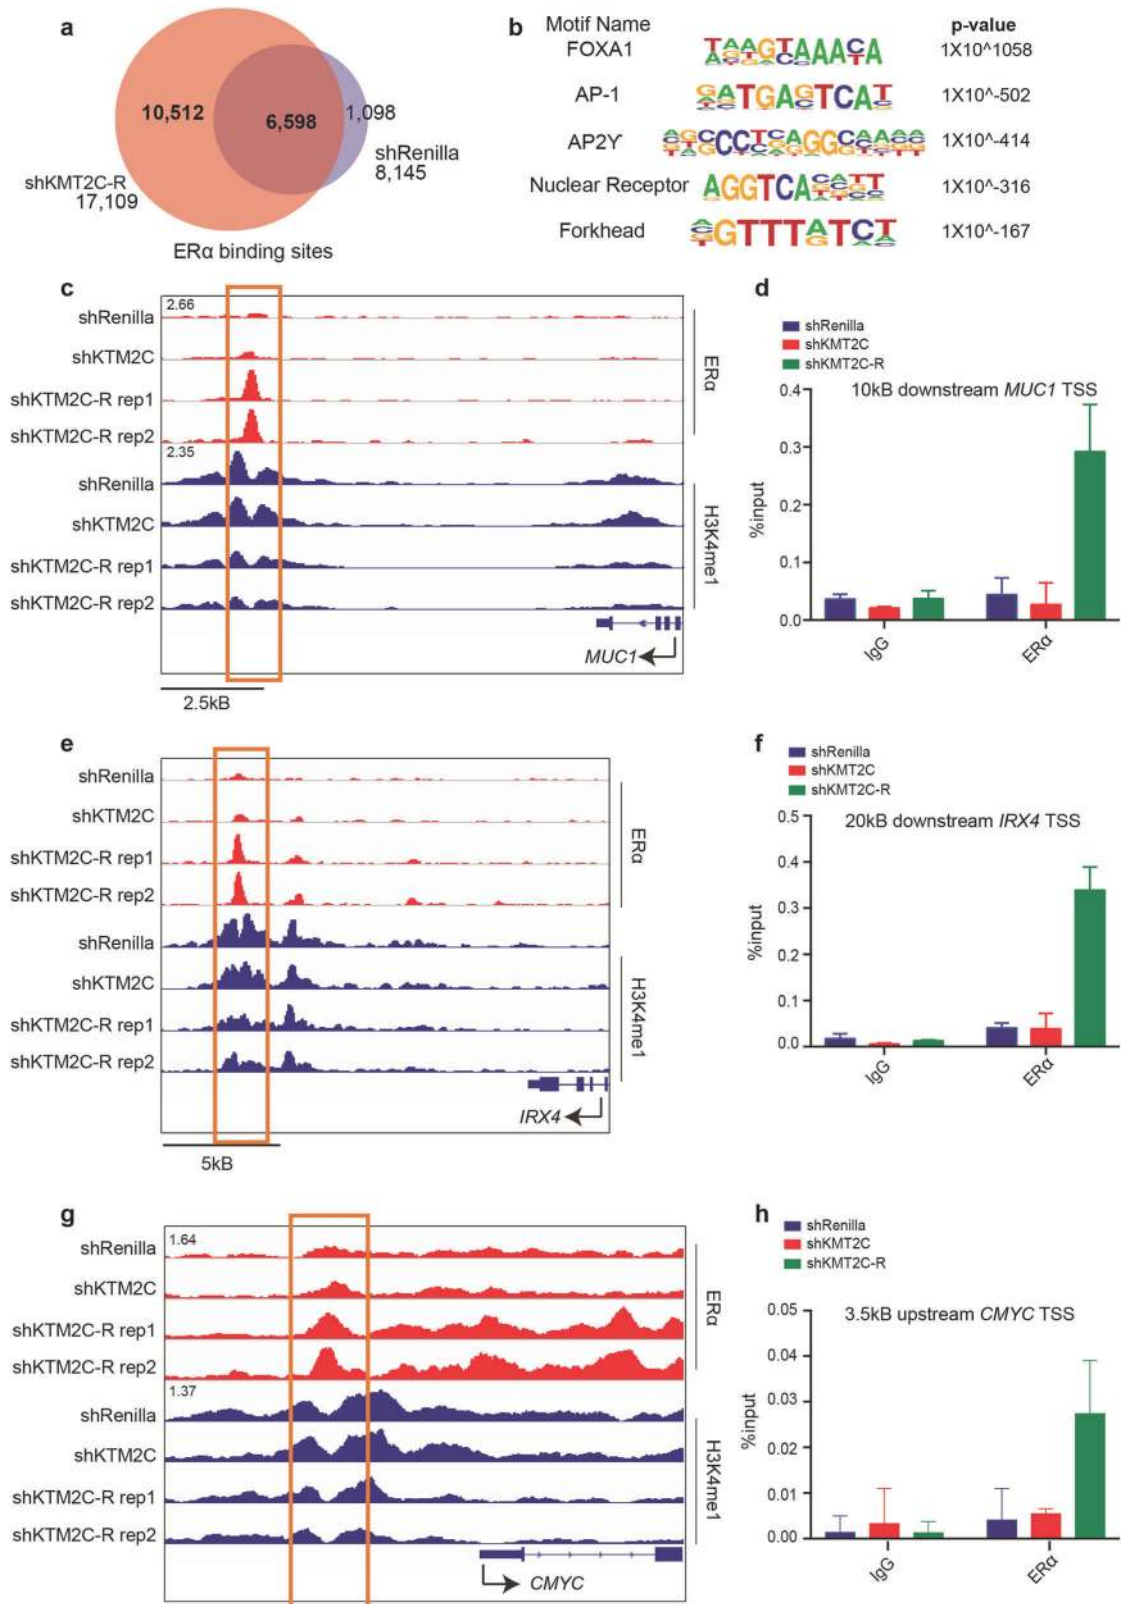 a
10,512
6,598
1,098
shRenilla
8,145
shKMT2C-R
17,109
ERα binding sites
b
Motif Name
p-value
FOXA1
1X10^1058
AP-1
1X10^-502
AP2ϒ
1X10^-414
Nuclear Receptor
1X10^-316
Forkhead
1X10^-167
c
2.66
shRenilla
shKTM2C
shKTM2C-R rep1
shKTM2C-R rep2
ERα
2.35
shRenilla
shKTM2C
shKTM2C-R rep1
shKTM2C-R rep2
H3K4me1
MUC1
2.5kB
d
shRenilla
shKMT2C
shKMT2C-R
10kB downstream MUC1 TSS
0.4
0.3
0.2
0.1
0.0
%input
IgG
ERα
e
shRenilla
shKTM2C
shKTM2C-R rep1
shKTM2C-R rep2
ERα
shRenilla
shKTM2C
shKTM2C-R rep1
shKTM2C-R rep2
H3K4me1
IRX4
5kB
f
shRenilla
shKMT2C
shKMT2C-R
20kB downstream IRX4 TSS
0.5
0.4
0.3
0.2
0.1
0.0
%input
IgG
ERα
g
1.64
shRenilla
shKTM2C
shKTM2C-R rep1
shKTM2C-R rep2
ERα
1.37
shRenilla
shKTM2C
shKTM2C-R rep1
shKTM2C-R rep2
H3K4me1
CMYC
h
shRenilla
shKMT2C
shKMT2C-R
3.5kB upstream CMYC TSS
0.05
0.04
0.03
0.02
0.01
0.00
%input
IgG
ERα